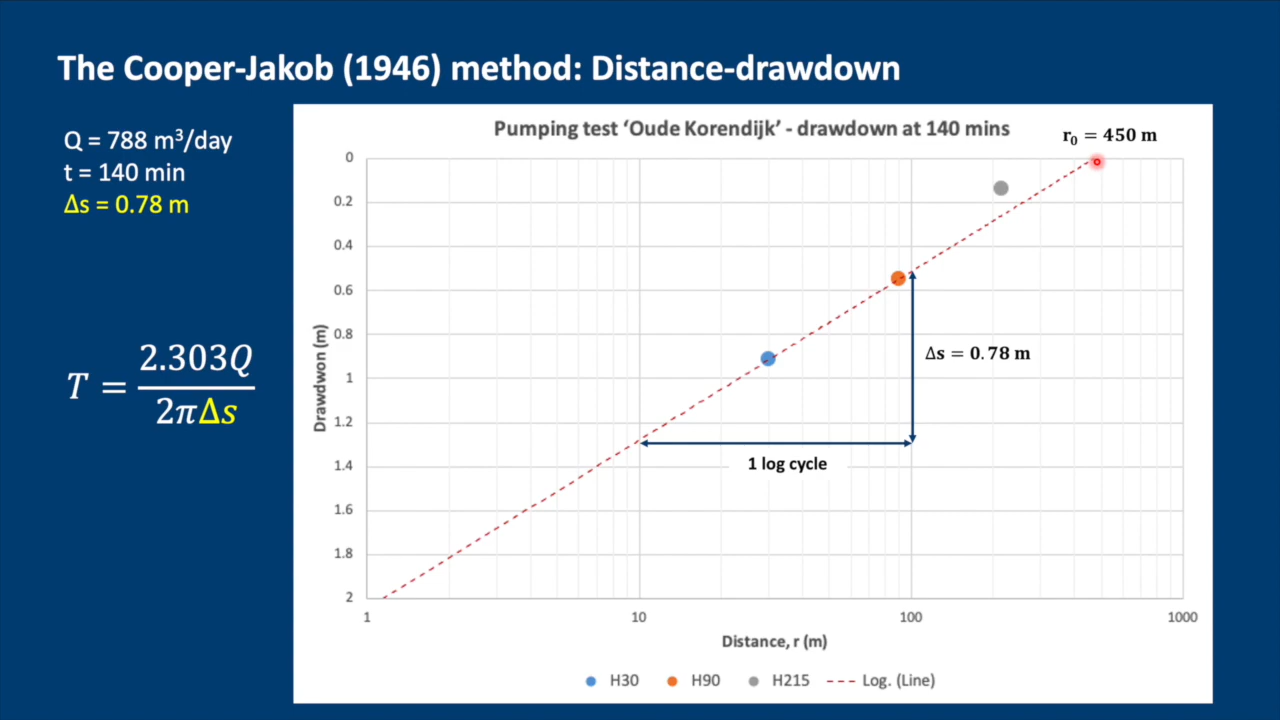 The Cooper-Jakob (1946) method: Distance-drawdown
Q = 788 m³/day
t = 140 min
Δs = 0.78 m
T = 2.303Q / 2πΔs
Pumping test ‘Oude Korendijk’ - drawdown at 140 mins
r₀ = 450 m
0
0.2
0.4
0.6
0.8
1
1.2
1.4
1.6
1.8
2
Drawdwon (m)
Δs = 0.78 m
1 log cycle
1 10 100 1000
Distance, r (m)
H30 H90 H215 Log. (Line)